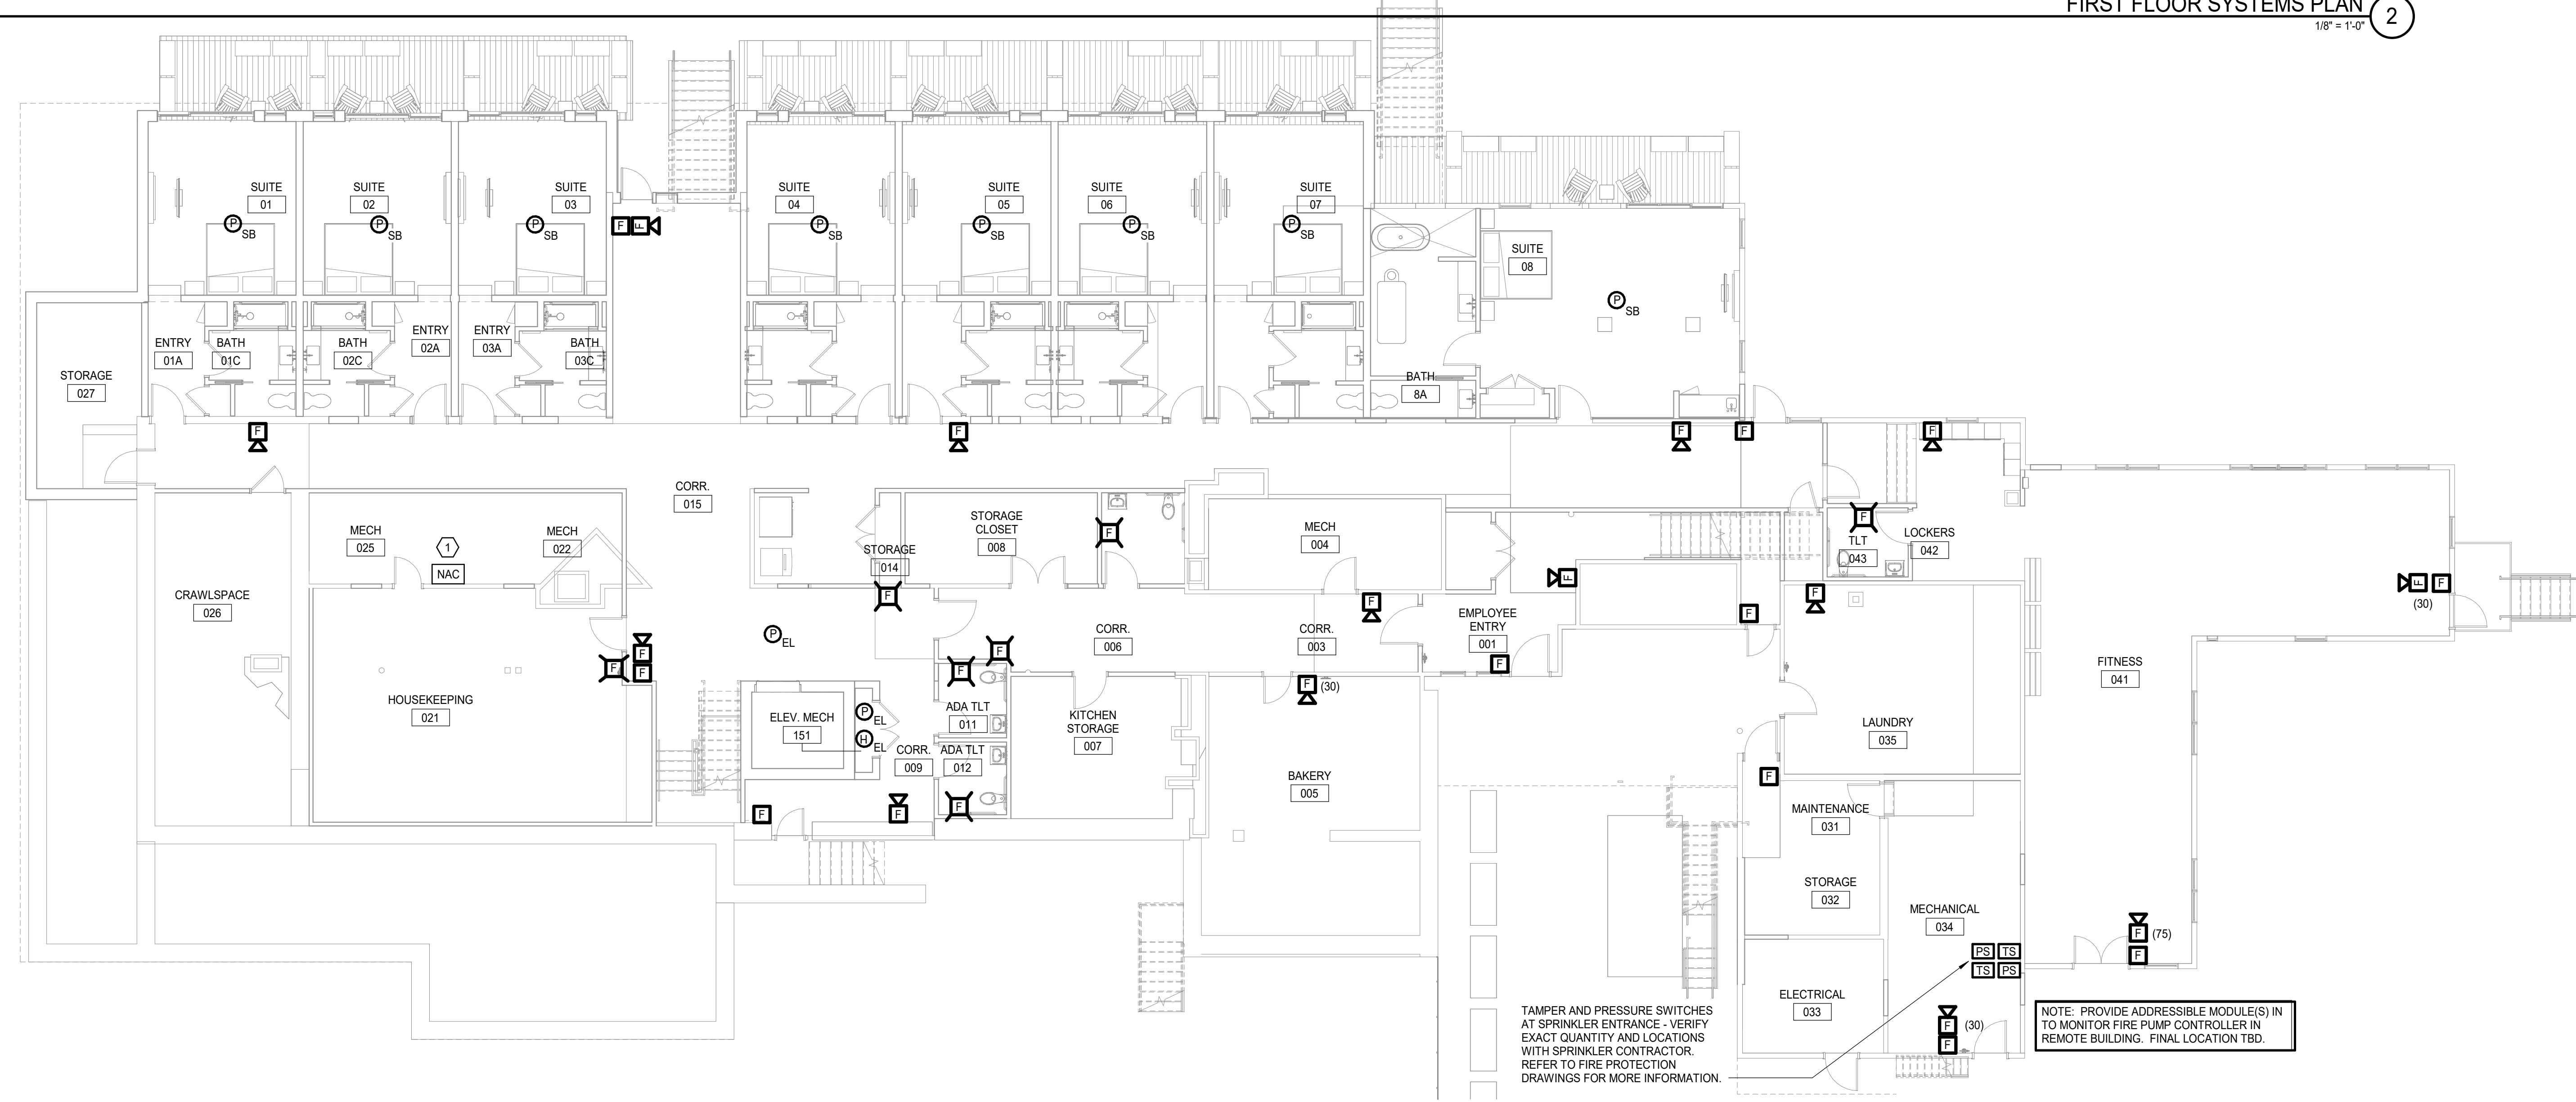 FIRST FLOOR SYSTEMS PLAN
1/8" = 1'-0"
2
SUITE
01
SUITE
02
SUITE
03
SUITE
04
SUITE
05
SUITE
06
SUITE
07
SUITE
08
P
SB
P
SB
P
SB
F
F
P
SB
P
SB
P
SB
P
SB
P
SB
ENTRY
01A
BATH
01C
BATH
02C
ENTRY
02A
ENTRY
03A
BATH
03C
BATH
8A
STORAGE
027
F
F
F
F
F
CORR.
015
MECH
025
1
NAC
MECH
022
STORAGE
014
STORAGE
CLOSET
008
F
MECH
004
F
TLT
043
LOCKERS
042
CRAWLSPACE
026
F
F
F
F
F
F
F
(30)
EMPLOYEE
ENTRY
001
CORR.
006
CORR.
003
P
EL
F
F
F
F
F
F
F
(30)
HOUSEKEEPING
021
ELEV. MECH
151
P
EL
H
EL
CORR.
009
ADA TLT
011
ADA TLT
012
KITCHEN
STORAGE
007
FITNESS
041
LAUNDRY
035
BAKERY
005
F
F
F
F
MAINTENANCE
031
STORAGE
032
MECHANICAL
034
F
(75)
F
PS
TS
TS
PS
ELECTRICAL
033
F
(30)
F
TAMPER AND PRESSURE SWITCHES
AT SPRINKLER ENTRANCE - VERIFY
EXACT QUANTITY AND LOCATIONS
WITH SPRINKLER CONTRACTOR.
REFER TO FIRE PROTECTION
DRAWINGS FOR MORE INFORMATION.
NOTE: PROVIDE ADDRESSIBLE MODULE(S) IN
TO MONITOR FIRE PUMP CONTROLLER IN
REMOTE BUILDING. FINAL LOCATION TBD.